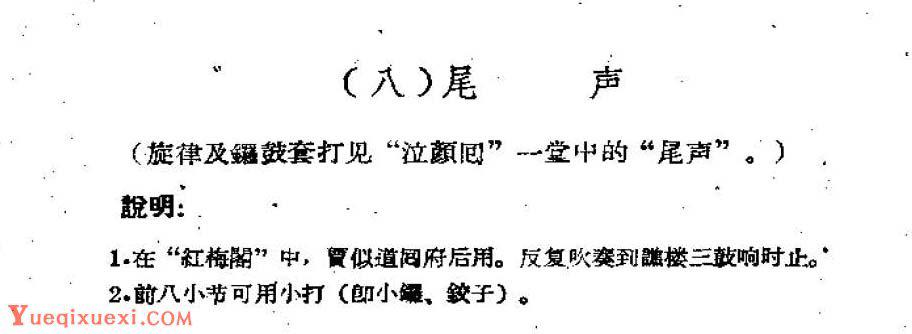 （八）尾 声
（旋律及鑼鼓套打见“泣顏回”一堂中的“尾声”。）
說明：
1.在“紅梅閣”中，賈似道囘府后用。反复吹奏到譙楼三鼓响时止。
2.前八小节可用小打（即小鑼、鉸子）。
Yueqixuexi.com